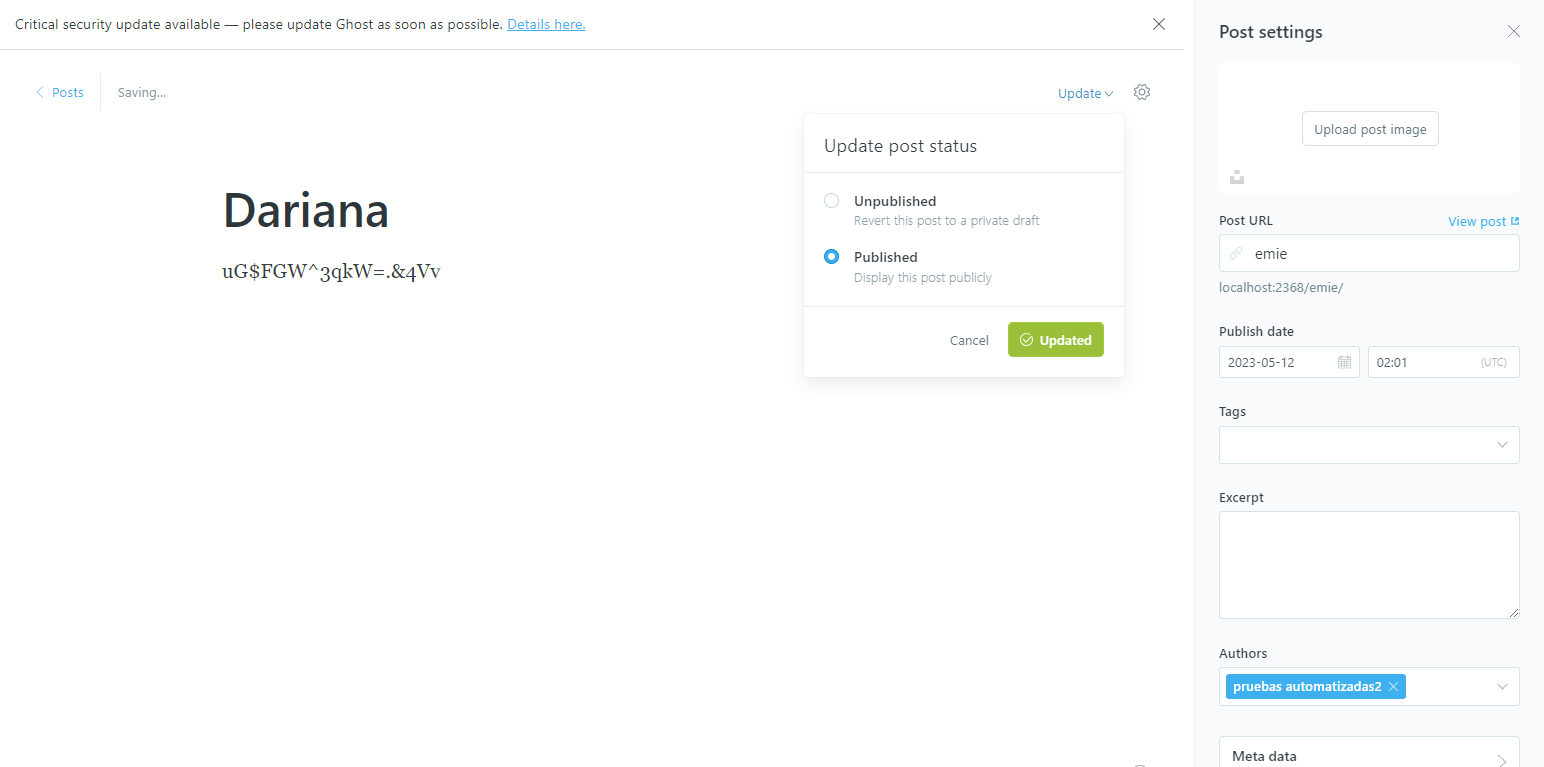 Critical security update available — please update Ghost as soon as possible. Details here.
Posts
Saving...
Update
Update post status
Unpublished
Revert this post to a private draft
Published
Display this post publicly
Cancel
Updated
Dariana
uG$FGW^3qkW=.&4Vv
Post settings
Upload post image
Post URL
View post
emie
localhost:2368/emie/
Publish date
2023-05-12
02:01
(UTC)
Tags
Excerpt
Authors
pruebas automatizadas2
Meta data